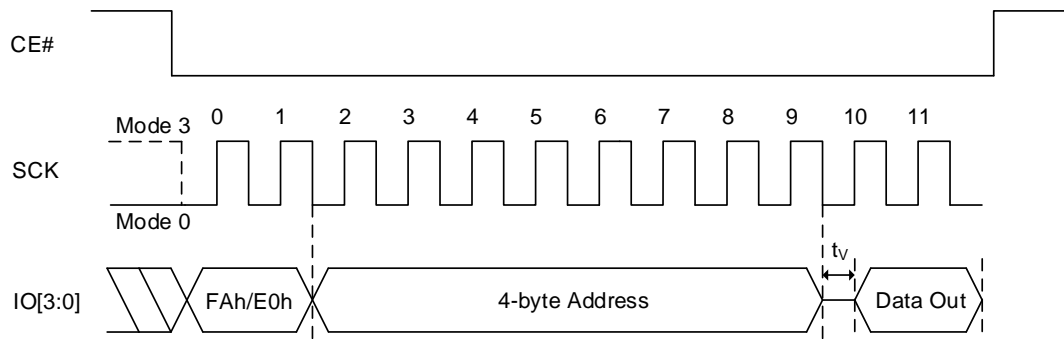 CE#
0 1 2 3 4 5 6 7 8 9 10 11
Mode 3
SCK
Mode 0
tV
IO[3:0] FAh/E0h 4-byte Address Data Out